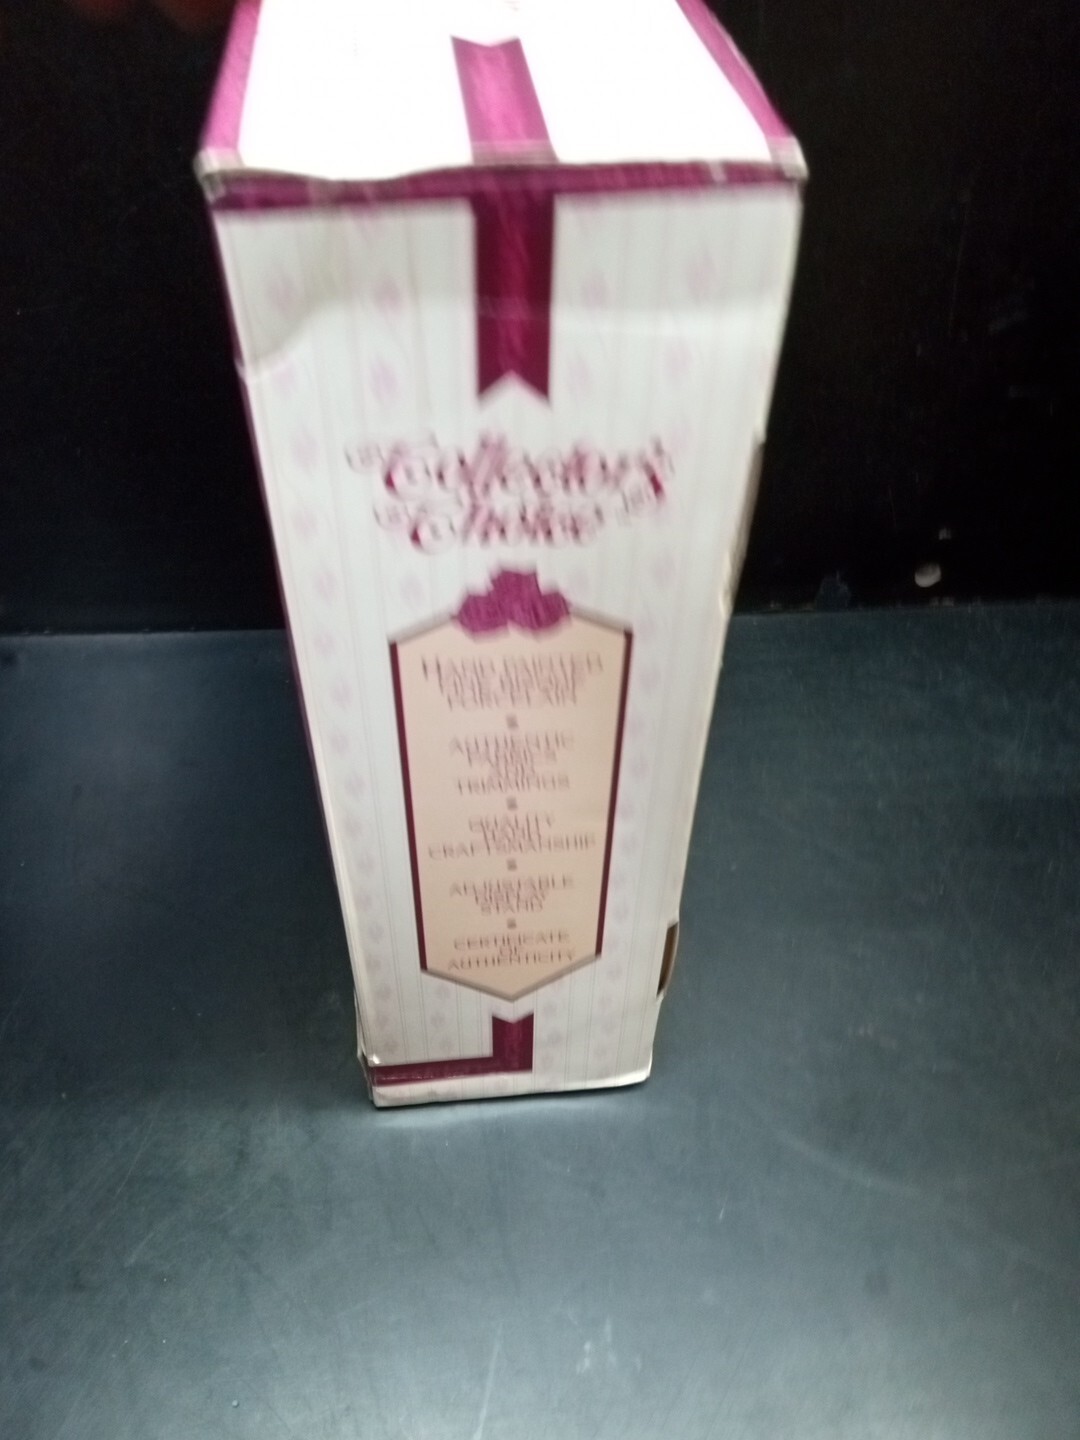 Collector's
Choice
HAND PAINTED
FINE BISQUE
PORCELAIN
AUTHENTIC
FABRICS
AND
TRIMMINGS
QUALITY
HAND
CRAFTSMANSHIP
ADJUSTABLE
DISPLAY
STAND
CERTIFICATE
OF
AUTHENTICITY